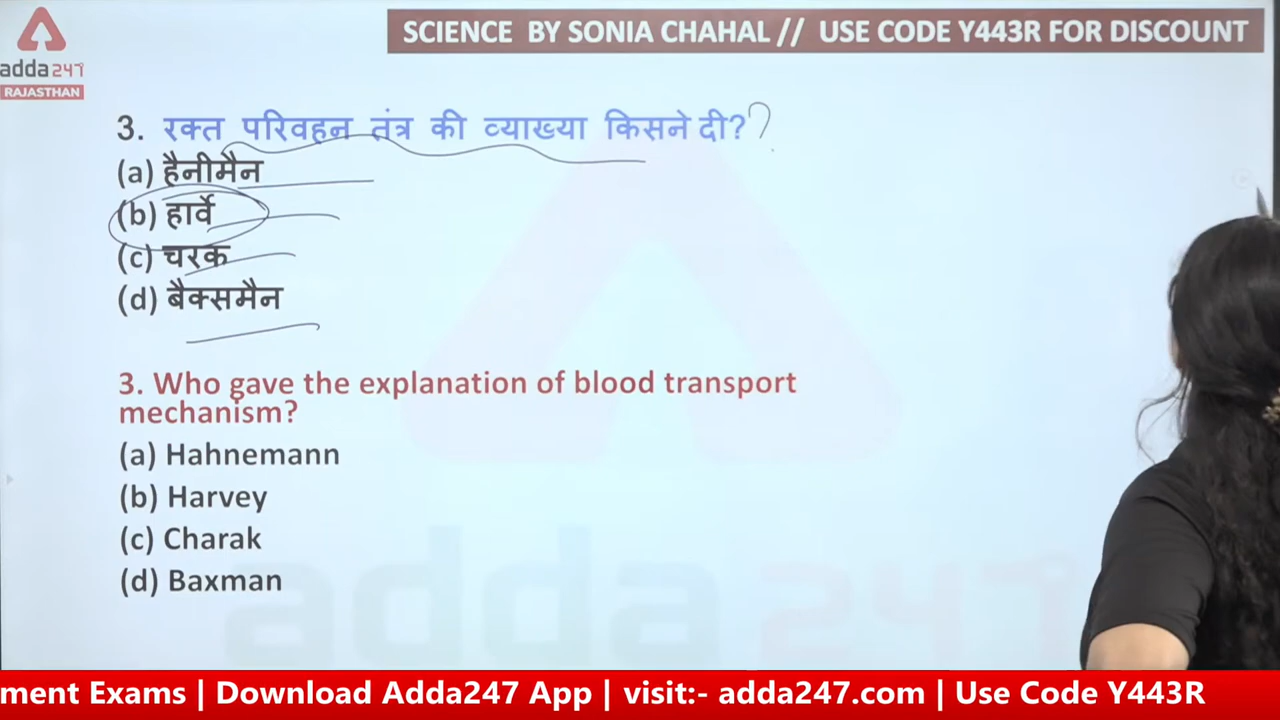 adda247
RAJASTHAN
SCIENCE BY SONIA CHAHAL // USE CODE Y443R FOR DISCOUNT
3. रक्त परिवहन तंत्र की व्याख्या किसने दी??
(a) हैनीमैन
(b) हार्वे
(c) चरक
(d) बैक्समैन
3. Who gave the explanation of blood transport
mechanism?
(a) Hahnemann
(b) Harvey
(c) Charak
(d) Baxman
adda247
ment Exams | Download Adda247 App | visit:- adda247.com | Use Code Y443R